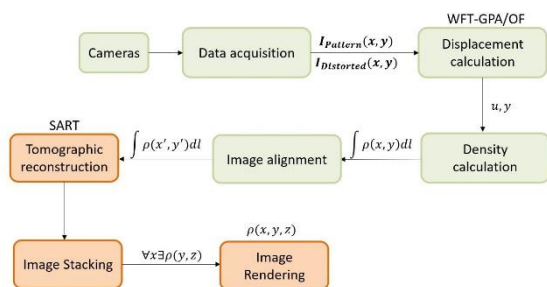 WFT-GPA/OF
Cameras
Data acquisition
I_Pattern(x, y)
I_Distorted(x, y)
Displacement
calculation
u, y
SART
Tomographic
reconstruction
∫ρ(x′, y′)dl
Image alignment
∫ρ(x, y)dl
Density
calculation
Image Stacking
∀x∃ρ(y, z)
ρ(x, y, z)
Image
Rendering